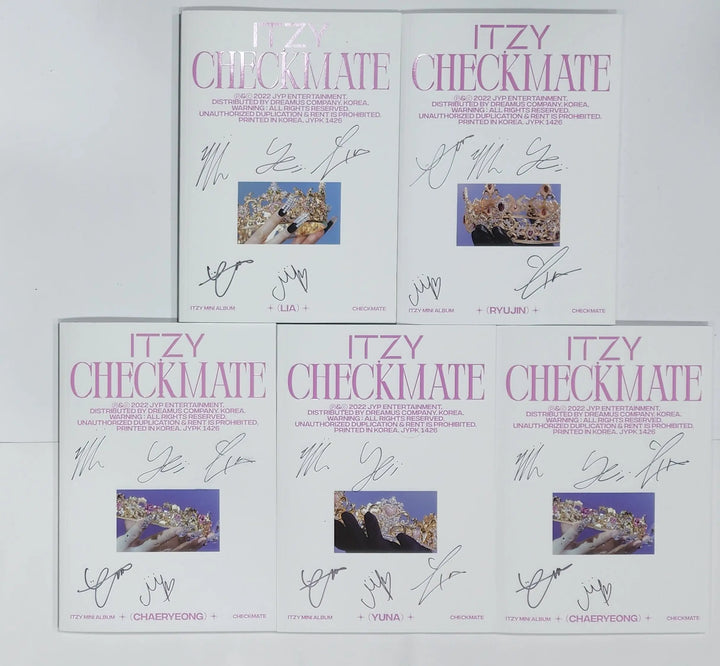 ITZY
CHECKMATE
Ⓟ&© 2022 JYP ENTERTAINMENT.
DISTRIBUTED BY DREAMUS COMPANY, KOREA.
WARNING : ALL RIGHTS RESERVED.
UNAUTHORIZED DUPLICATION & RENT IS PROHIBITED.
PRINTED IN KOREA. JYPK 1426
ITZY MINI ALBUM (LIA) CHECKMATE
ITZY
CHECKMATE
Ⓟ&© 2022 JYP ENTERTAINMENT.
DISTRIBUTED BY DREAMUS COMPANY, KOREA.
WARNING : ALL RIGHTS RESERVED.
UNAUTHORIZED DUPLICATION & RENT IS PROHIBITED.
PRINTED IN KOREA. JYPK 1426
ITZY MINI ALBUM (RYUJIN) CHECKMATE
ITZY
CHECKMATE
Ⓟ&© 2022 JYP ENTERTAINMENT.
DISTRIBUTED BY DREAMUS COMPANY, KOREA.
WARNING : ALL RIGHTS RESERVED.
UNAUTHORIZED DUPLICATION & RENT IS PROHIBITED.
PRINTED IN KOREA. JYPK 1426
ITZY MINI ALBUM (CHAERYEONG) CHECKMATE
ITZY
CHECKMATE
Ⓟ&© 2022 JYP ENTERTAINMENT.
DISTRIBUTED BY DREAMUS COMPANY, KOREA.
WARNING : ALL RIGHTS RESERVED.
UNAUTHORIZED DUPLICATION & RENT IS PROHIBITED.
PRINTED IN KOREA. JYPK 1426
ITZY MINI ALBUM (YUNA) CHECKMATE
ITZY
CHECKMATE
Ⓟ&© 2022 JYP ENTERTAINMENT.
DISTRIBUTED BY DREAMUS COMPANY, KOREA.
WARNING : ALL RIGHTS RESERVED.
UNAUTHORIZED DUPLICATION & RENT IS PROHIBITED.
PRINTED IN KOREA. JYPK 1426
ITZY MINI ALBUM (CHAERYEONG) CHECKMATE